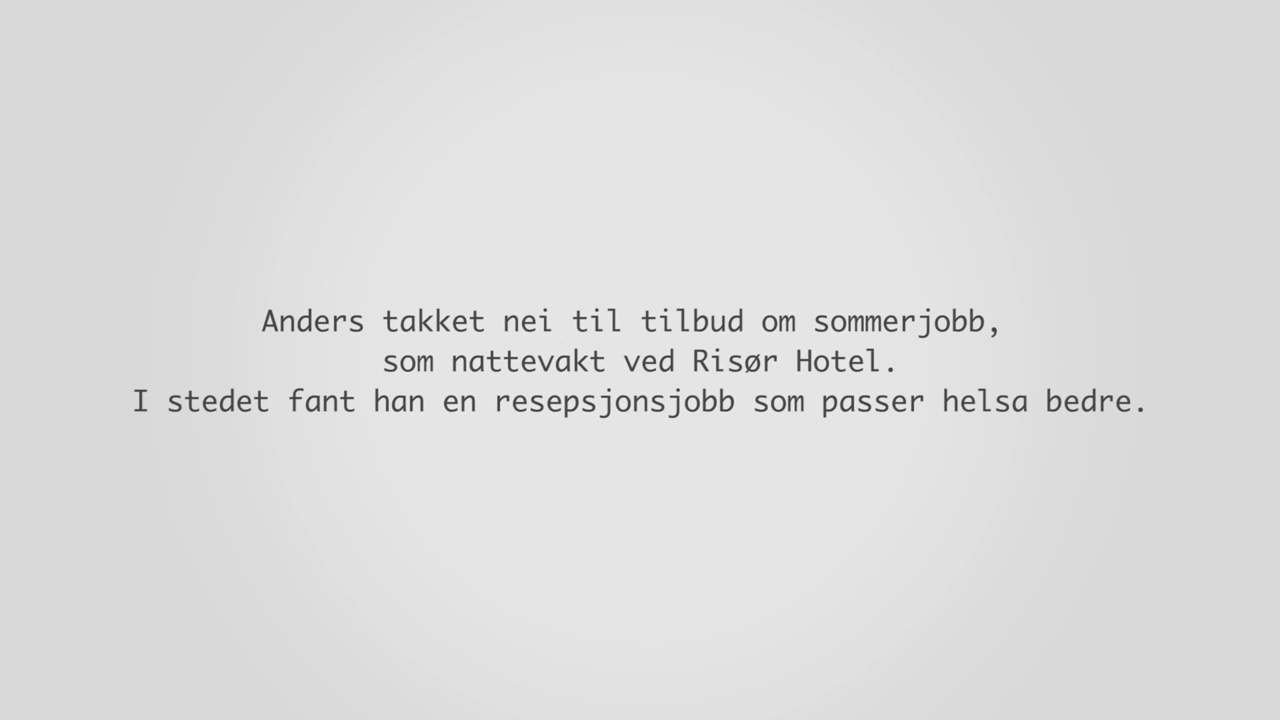 Anders takket nei til tilbud om sommerjobb,
som nattevakt ved Risør Hotel.
I stedet fant han en resepsjonsjobb som passer helsa bedre.